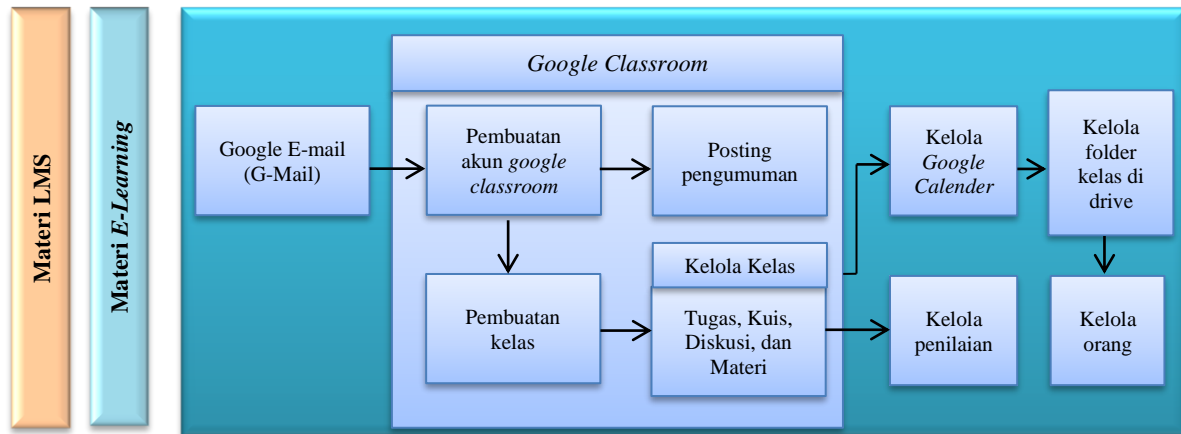 Materi LMS
Materi E-Learning
Google Classroom
Google E-mail
(G-Mail)
Pembuatan
akun google
classroom
Posting
pengumuman
Kelola
Google
Calender
Kelola
folder
kelas di
drive
Pembuatan
kelas
Kelola Kelas
Tugas, Kuis,
Diskusi, dan
Materi
Kelola
penilaian
Kelola
orang